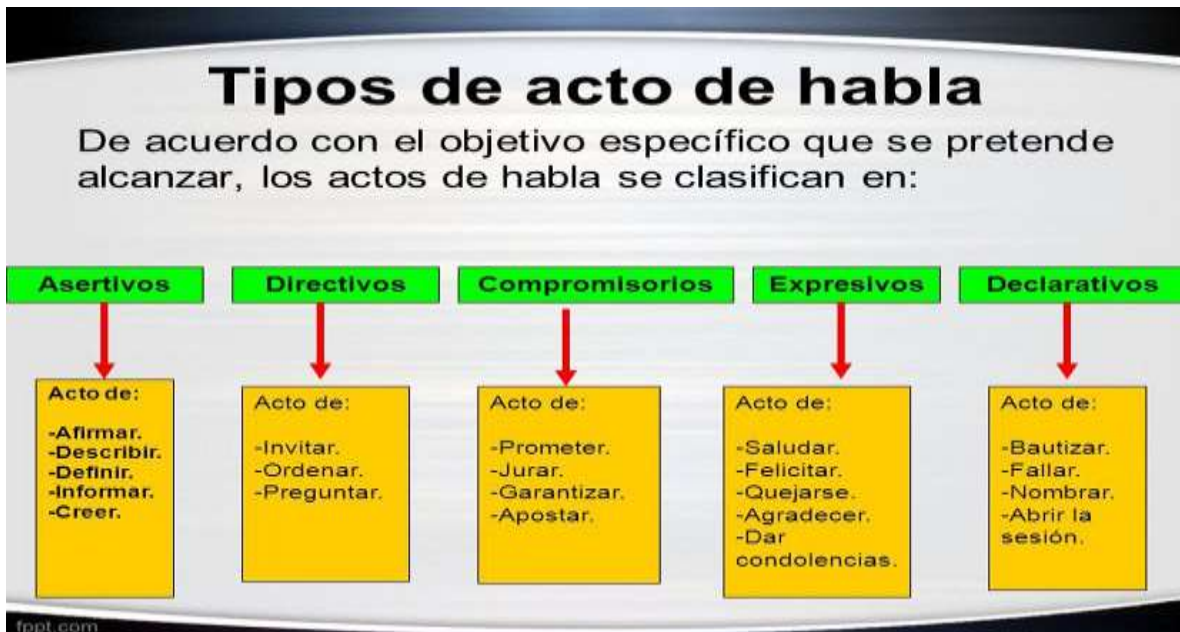 Tipos de acto de habla
De acuerdo con el objetivo específico que se pretende
alcanzar, los actos de habla se clasifican en:
Asertivos
Directivos
Compromisorios
Expresivos
Declarativos
Acto de:
-Afirmar.
-Describir.
-Definir.
-Informar.
-Creer.
Acto de:
-Invitar.
-Ordenar.
-Preguntar.
Acto de:
-Prometer.
-Jurar.
-Garantizar.
-Apostar.
Acto de:
-Saludar.
-Felicitar.
-Quejarse.
-Agradecer.
-Dar
condolencias.
Acto de:
-Bautizar.
-Fallar.
-Nombrar.
-Abrir la
sesión.
fppt.com